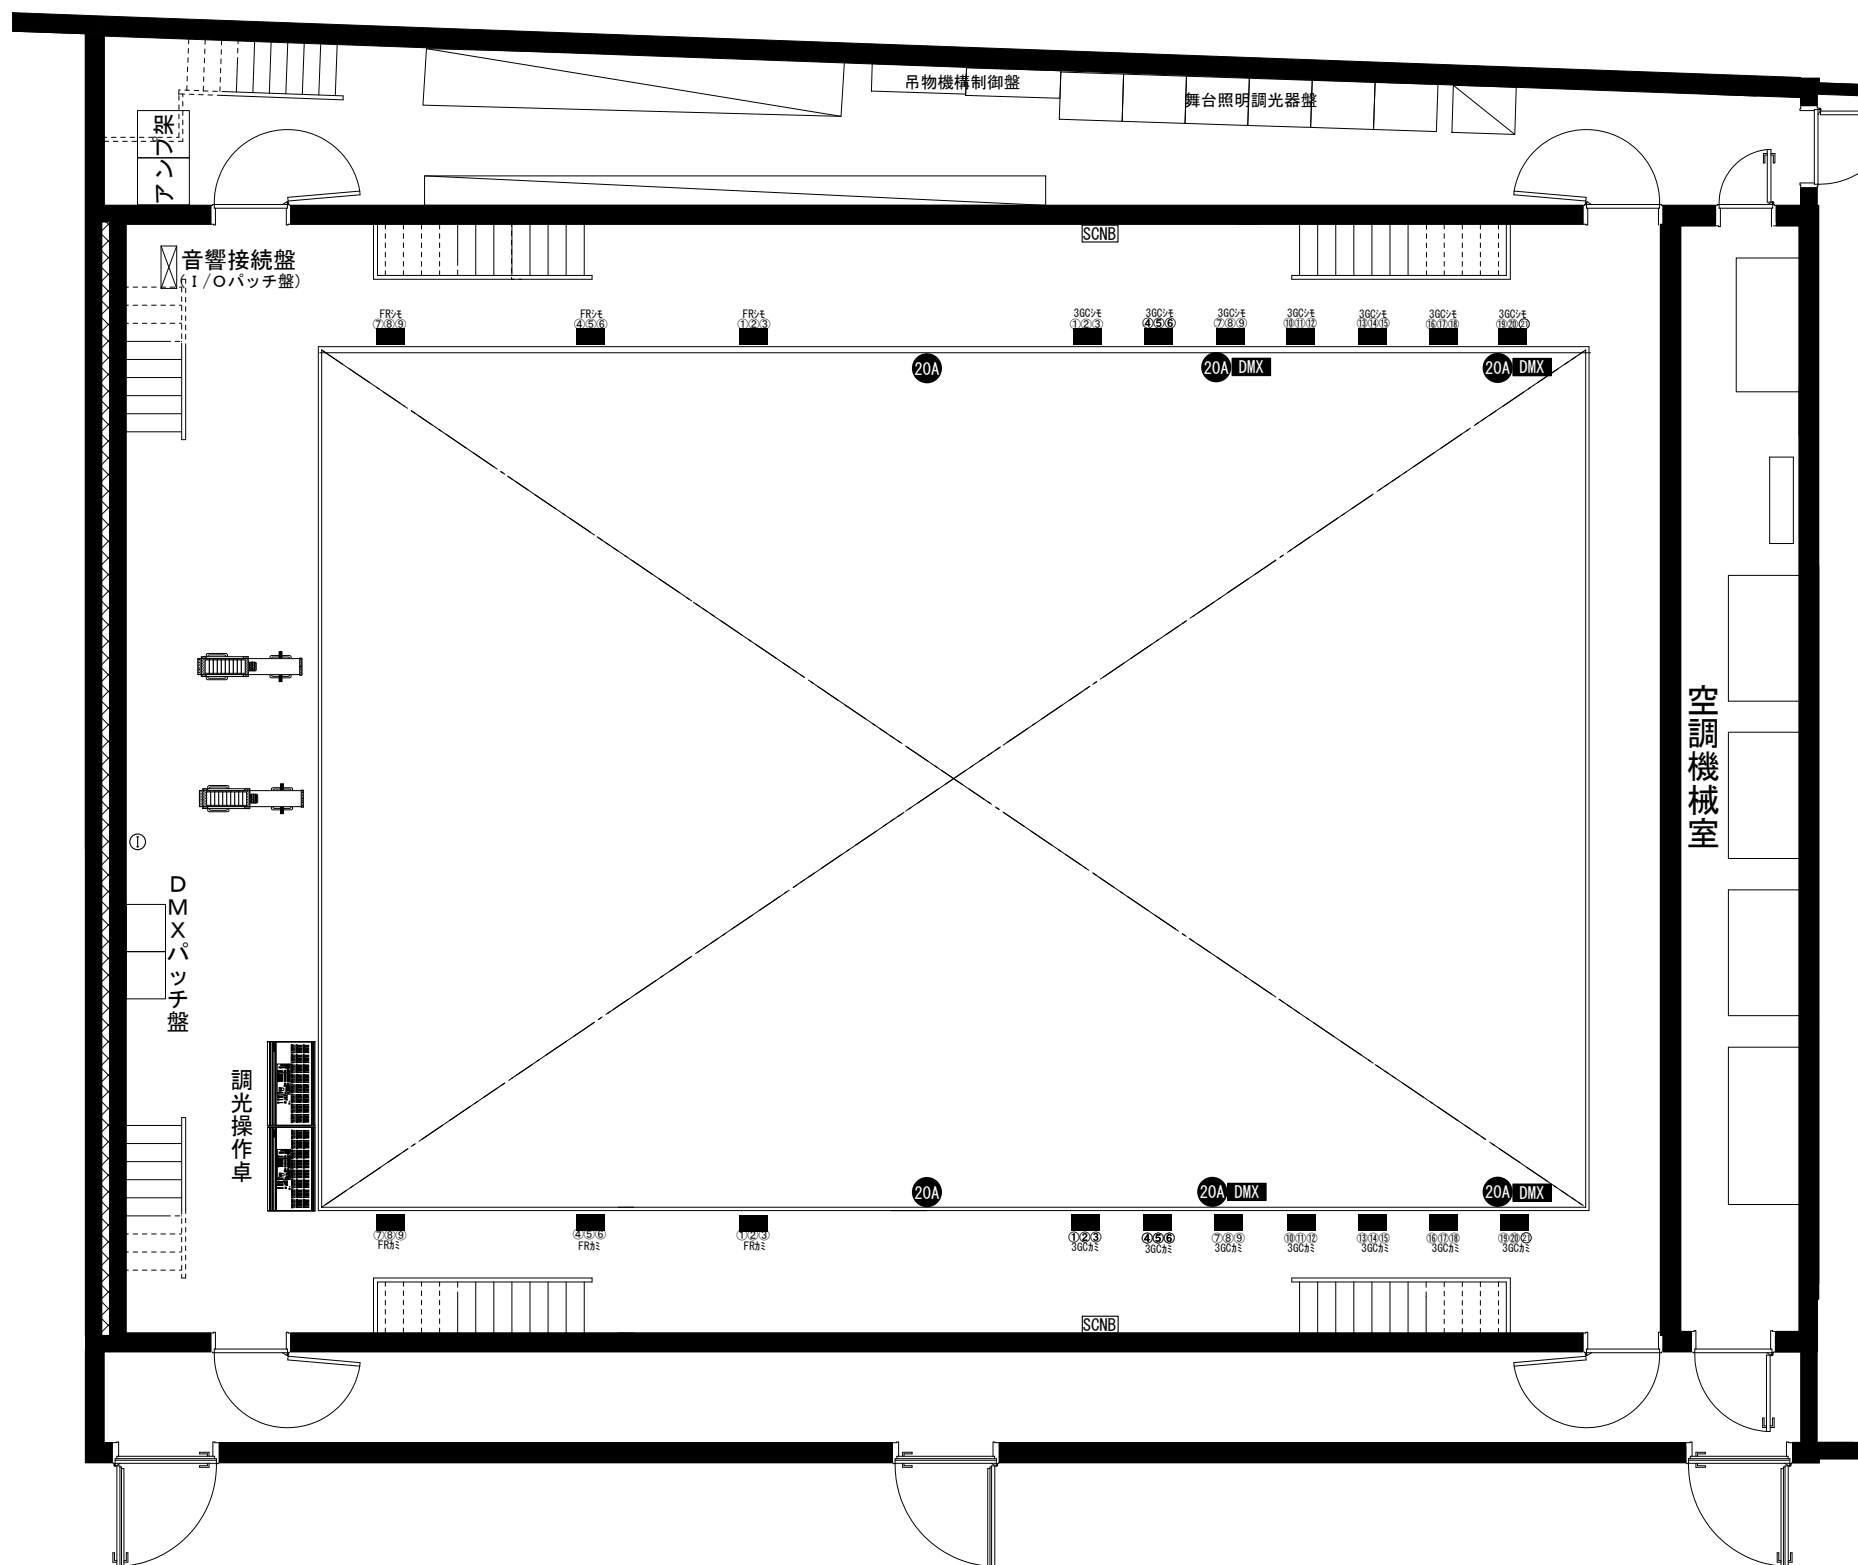 吊物機構制御盤
舞台照明調光器盤
アンプ架
音響接続盤
(I/Oパッチ盤)
SCNB
FRシモ
⑦⑧⑨
FRシモ
④⑤⑥
FRシモ
①②③
3GCシモ
①②③
3GCシモ
④⑤⑥
3GCシモ
⑦⑧⑨
3GCシモ
⑩⑪⑫
3GCシモ
⑬⑭⑮
3GCシモ
⑯⑰⑱
3GCシモ
⑲⑳㉑
20A
20A DMX
20A DMX
空調機械室
Ⓘ
DMXパッチ盤
調光操作卓
20A
20A DMX
20A DMX
⑦⑧⑨
FRカミ
④⑤⑥
FRカミ
①②③
FRカミ
①②③
3GCカミ
④⑤⑥
3GCカミ
⑦⑧⑨
3GCカミ
⑩⑪⑫
3GCカミ
⑬⑭⑮
3GCカミ
⑯⑰⑱
3GCカミ
⑲⑳㉑
3GCカミ
SCNB